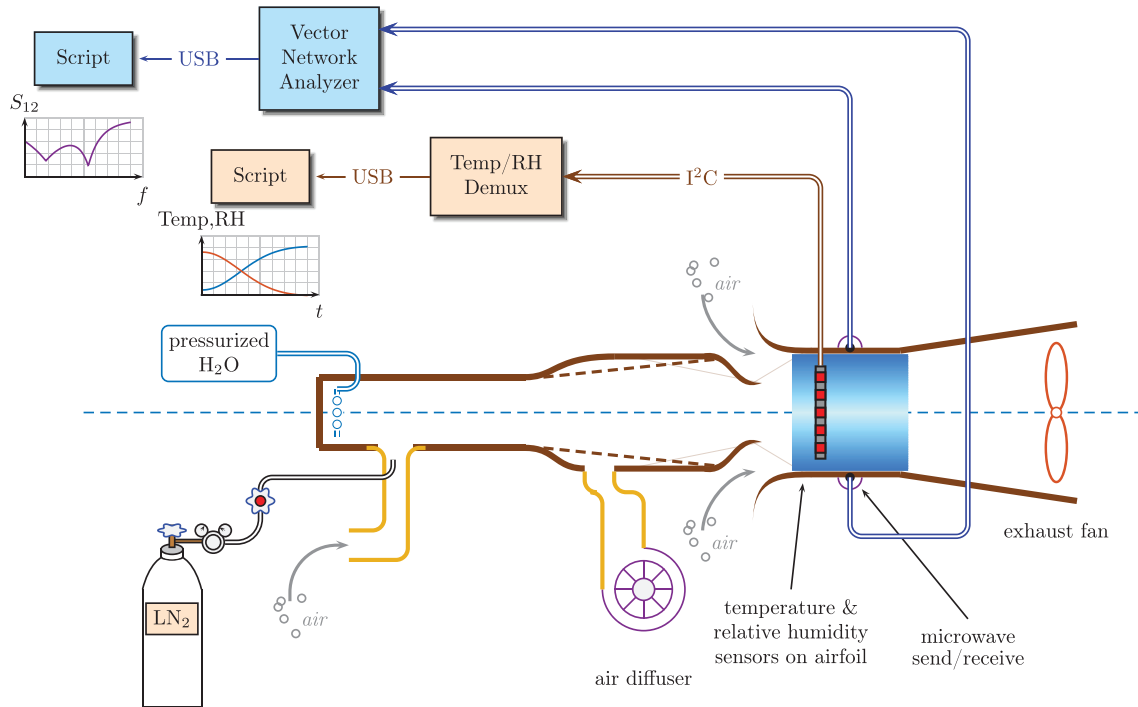 Script
USB
Vector
Network
Analyzer
S₁₂
f
Script
USB
Temp/RH
Demux
I²C
Temp,RH
t
air
pressurized
H₂O
LN₂
air
air
air diffuser
temperature &
relative humidity
sensors on airfoil
microwave
send/receive
exhaust fan